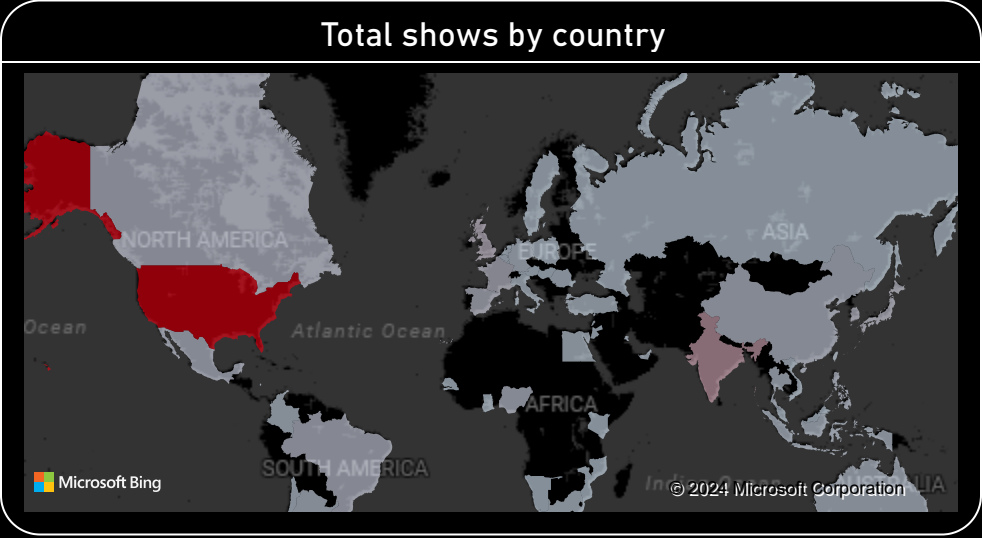 Total shows by country
NORTH AMERICA
EUROPE
ASIA
Ocean
Atlantic Ocean
AFRICA
SOUTH AMERICA
Microsoft Bing
© 2024 Microsoft Corporation